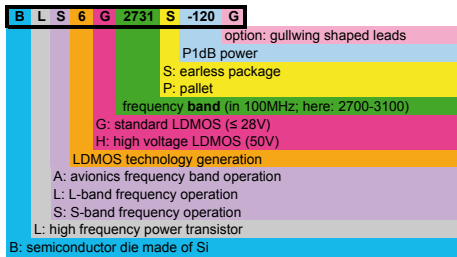 B L S 6 G 2731 S -120 G
option: gullwing shaped leads
P1dB power
S: earless package
P: pallet
frequency band (in 100MHz; here: 2700-3100)
G: standard LDMOS (≤ 28V)
H: high voltage LDMOS (50V)
LDMOS technology generation
A: avionics frequency band operation
L: L-band frequency operation
S: S-band frequency operation
L: high frequency power transistor
B: semiconductor die made of Si